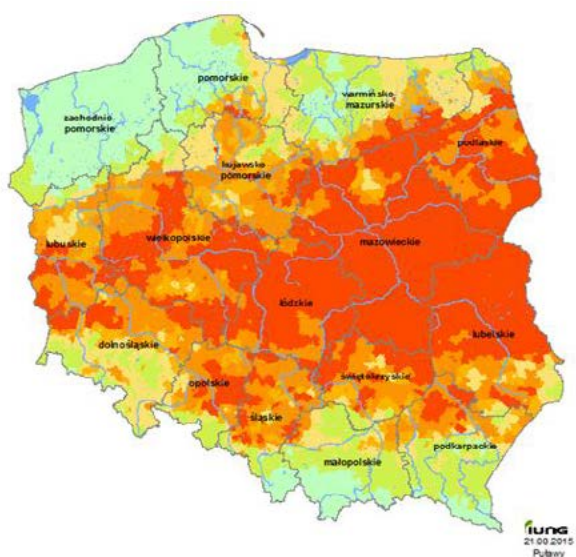 pomorskie
zachodnio
pomorskie
warmińsko
mazurskie
podlaskie
kujawsko
pomorskie
lubuskie
wielkopolskie
mazowieckie
łódzkie
lubelskie
dolnośląskie
opolskie
świętokrzyskie
śląskie
małopolskie
podkarpackie
iung
21.08.2015
Puławy